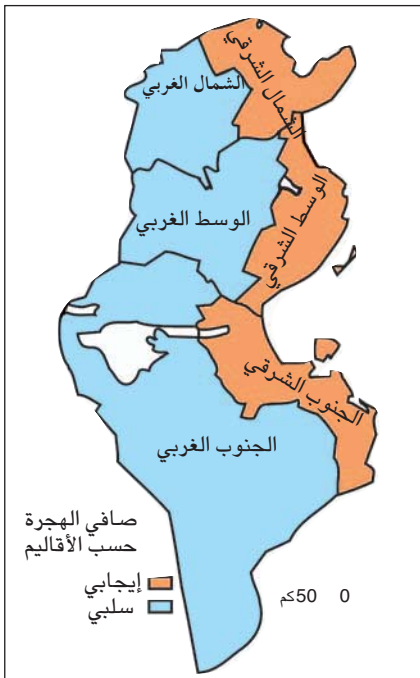 الشمال الغربي
الشمال الشرقي
الوسط الغربي
الوسط الشرقي
الجنوب الشرقي
الجنوب الغربي
صافي الهجرة
حسب الأقاليم
إيجابي
سلبي
0 50كم